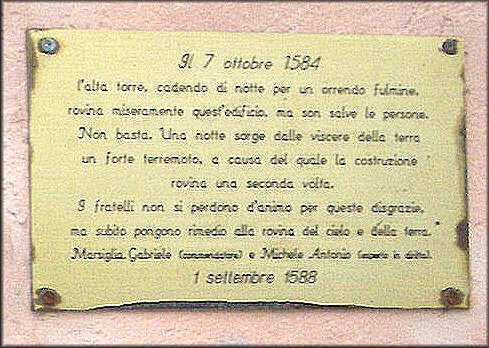 Il 7 ottobre 1584
l'alta torre, cadendo di notte per un orrendo fulmine,
rovina miseramente quest'edificio, ma son salve le persone.
Non basta. Una notte sorge dalle viscere della terra
un forte terremoto, a causa del quale la costruzione
rovina una seconda volta.
I fratelli non si perdono d'animo per queste disgrazie,
ma subito pongono rimedio alla rovina del cielo e della terra."
Marsiglia Gabriele (commendatore) e Michele Antonio (esperto in diritto).
1 settembre 1588